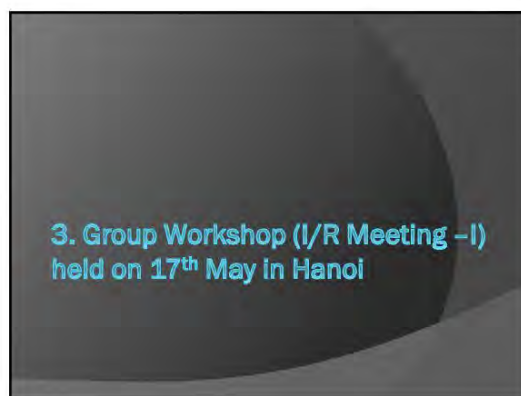 3. Group Workshop (I/R Meeting –I)
held on 17th May in Hanoi